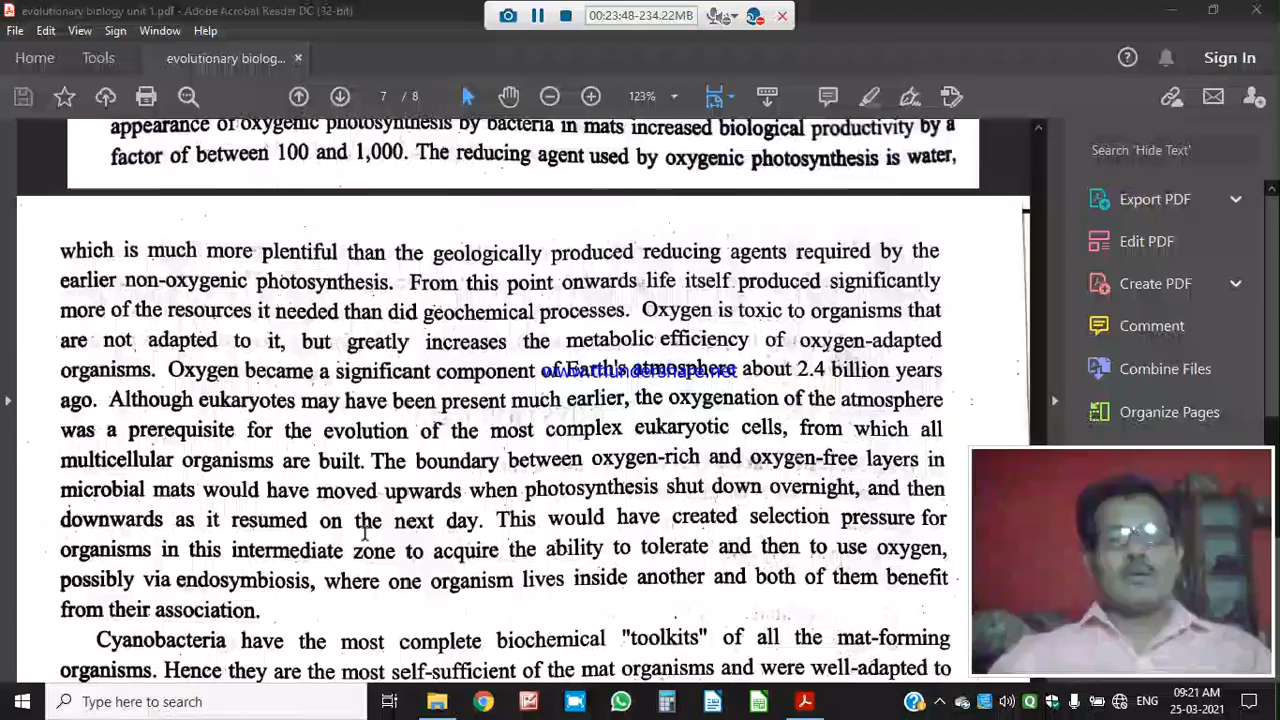 evolutionary biology unit 1.pdf - Adobe Acrobat Reader DC (32-bit)
00:23:48-234.22MB
File Edit View Sign Window Help
Home Tools evolutionary biolog... Sign In
7 / 8 123%
appearance of oxygenic photosynthesis by bacteria in mats increased biological productivity by a
factor of between 100 and 1,000. The reducing agent used by oxygenic photosynthesis is water,
which is much more plentiful than the geologically produced reducing agents required by the
earlier non-oxygenic photosynthesis. From this point onwards life itself produced significantly
more of the resources it needed than did geochemical processes. Oxygen is toxic to organisms that
are not adapted to it, but greatly increases the metabolic efficiency of oxygen-adapted
organisms. Oxygen became a significant component of Earth's atmosphere about 2.4 billion years
www.thundershare.net
ago. Although eukaryotes may have been present much earlier, the oxygenation of the atmosphere
was a prerequisite for the evolution of the most complex eukaryotic cells, from which all
multicellular organisms are built. The boundary between oxygen-rich and oxygen-free layers in
microbial mats would have moved upwards when photosynthesis shut down overnight, and then
downwards as it resumed on the next day. This would have created selection pressure for
organisms in this intermediate zone to acquire the ability to tolerate and then to use oxygen,
possibly via endosymbiosis, where one organism lives inside another and both of them benefit
from their association.
Cyanobacteria have the most complete biochemical "toolkits" of all the mat-forming
organisms. Hence they are the most self-sufficient of the mat organisms and were well-adapted to
Search 'Hide Text'
Export PDF
Edit PDF
Create PDF
Comment
Combine Files
Organize Pages
Type here to search
ENG
09:21 AM
25-03-2021